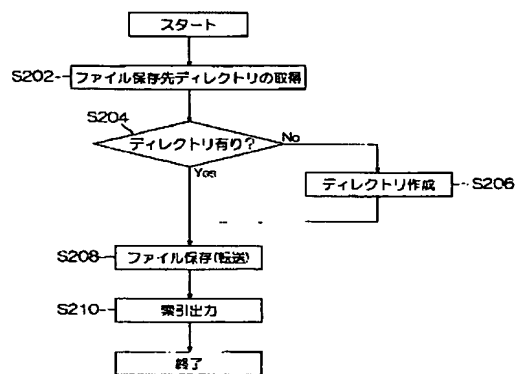 スタート
S202 ファイル保存先ディレクトリの取得
S204
ディレクトリ有り?
No
Yes
ディレクトリ作成 S206
S208 ファイル保存(転送)
S210 索引出力
終了